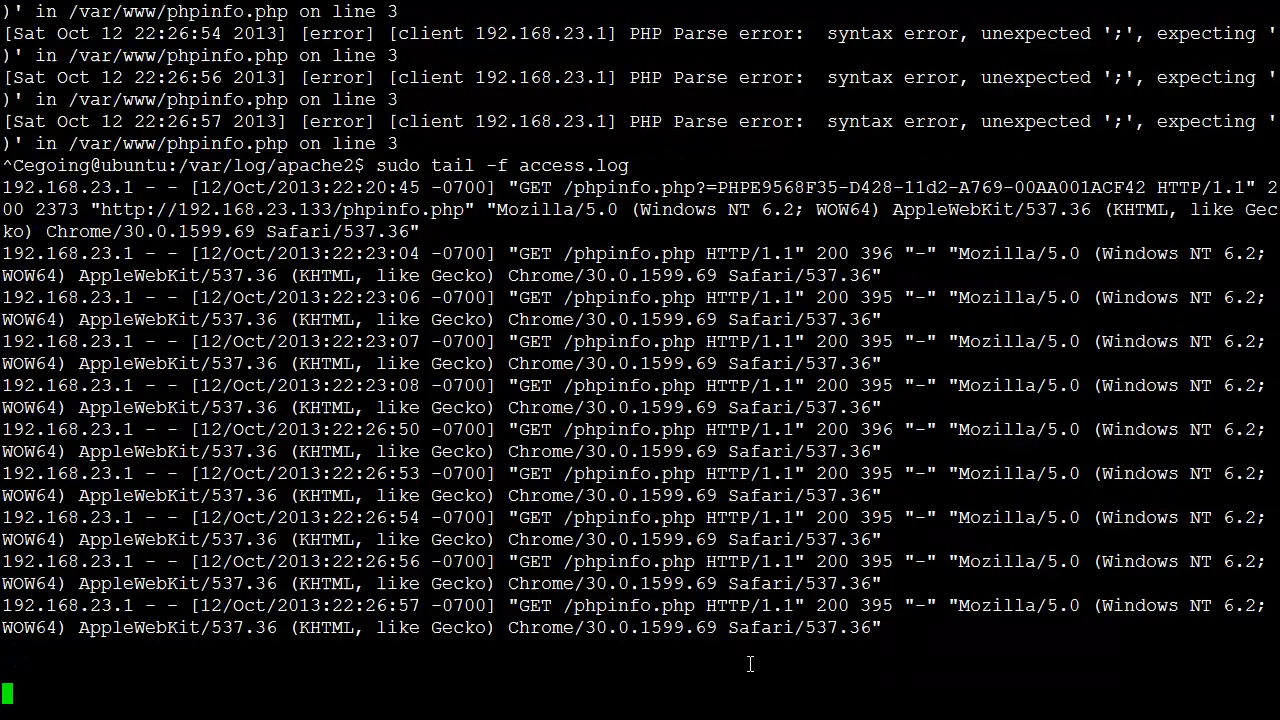 )' in /var/www/phpinfo.php on line 3
[Sat Oct 12 22:26:54 2013] [error] [client 192.168.23.1] PHP Parse error:  syntax error, unexpected ';', expecting '
)' in /var/www/phpinfo.php on line 3
[Sat Oct 12 22:26:56 2013] [error] [client 192.168.23.1] PHP Parse error:  syntax error, unexpected ';', expecting '
)' in /var/www/phpinfo.php on line 3
[Sat Oct 12 22:26:57 2013] [error] [client 192.168.23.1] PHP Parse error:  syntax error, unexpected ';', expecting '
)' in /var/www/phpinfo.php on line 3
^Cegoing@ubuntu:/var/log/apache2$ sudo tail -f access.log
192.168.23.1 - - [12/Oct/2013:22:20:45 -0700] "GET /phpinfo.php?=PHPE9568F35-D428-11d2-A769-00AA001ACF42 HTTP/1.1" 2
00 2373 "http://192.168.23.133/phpinfo.php" "Mozilla/5.0 (Windows NT 6.2; WOW64) AppleWebKit/537.36 (KHTML, like Gec
ko) Chrome/30.0.1599.69 Safari/537.36"
192.168.23.1 - - [12/Oct/2013:22:23:04 -0700] "GET /phpinfo.php HTTP/1.1" 200 396 "-" "Mozilla/5.0 (Windows NT 6.2;
WOW64) AppleWebKit/537.36 (KHTML, like Gecko) Chrome/30.0.1599.69 Safari/537.36"
192.168.23.1 - - [12/Oct/2013:22:23:06 -0700] "GET /phpinfo.php HTTP/1.1" 200 395 "-" "Mozilla/5.0 (Windows NT 6.2;
WOW64) AppleWebKit/537.36 (KHTML, like Gecko) Chrome/30.0.1599.69 Safari/537.36"
192.168.23.1 - - [12/Oct/2013:22:23:07 -0700] "GET /phpinfo.php HTTP/1.1" 200 395 "-" "Mozilla/5.0 (Windows NT 6.2;
WOW64) AppleWebKit/537.36 (KHTML, like Gecko) Chrome/30.0.1599.69 Safari/537.36"
192.168.23.1 - - [12/Oct/2013:22:23:08 -0700] "GET /phpinfo.php HTTP/1.1" 200 395 "-" "Mozilla/5.0 (Windows NT 6.2;
WOW64) AppleWebKit/537.36 (KHTML, like Gecko) Chrome/30.0.1599.69 Safari/537.36"
192.168.23.1 - - [12/Oct/2013:22:26:50 -0700] "GET /phpinfo.php HTTP/1.1" 200 396 "-" "Mozilla/5.0 (Windows NT 6.2;
WOW64) AppleWebKit/537.36 (KHTML, like Gecko) Chrome/30.0.1599.69 Safari/537.36"
192.168.23.1 - - [12/Oct/2013:22:26:53 -0700] "GET /phpinfo.php HTTP/1.1" 200 395 "-" "Mozilla/5.0 (Windows NT 6.2;
WOW64) AppleWebKit/537.36 (KHTML, like Gecko) Chrome/30.0.1599.69 Safari/537.36"
192.168.23.1 - - [12/Oct/2013:22:26:54 -0700] "GET /phpinfo.php HTTP/1.1" 200 395 "-" "Mozilla/5.0 (Windows NT 6.2;
WOW64) AppleWebKit/537.36 (KHTML, like Gecko) Chrome/30.0.1599.69 Safari/537.36"
192.168.23.1 - - [12/Oct/2013:22:26:56 -0700] "GET /phpinfo.php HTTP/1.1" 200 395 "-" "Mozilla/5.0 (Windows NT 6.2;
WOW64) AppleWebKit/537.36 (KHTML, like Gecko) Chrome/30.0.1599.69 Safari/537.36"
192.168.23.1 - - [12/Oct/2013:22:26:57 -0700] "GET /phpinfo.php HTTP/1.1" 200 395 "-" "Mozilla/5.0 (Windows NT 6.2;
WOW64) AppleWebKit/537.36 (KHTML, like Gecko) Chrome/30.0.1599.69 Safari/537.36"